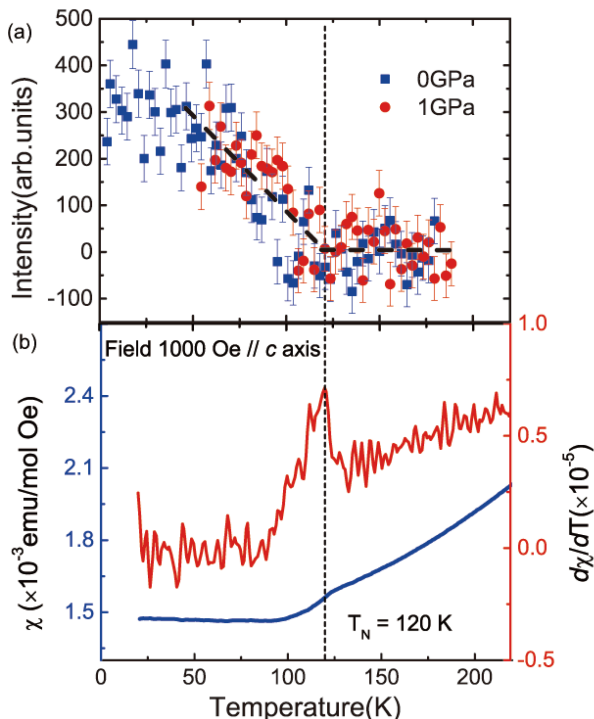 (a)
500
400
300
200
100
0
-100
Intensity(arb.units)
0GPa
1GPa
(b)
Field 1000 Oe // c axis
2.4
2.1
1.8
1.5
χ (×10⁻³emu/mol Oe)
1.0
0.5
0.0
-0.5
dχ/dT(×10⁻⁵)
T_N = 120 K
0
50
100
150
200
Temperature(K)